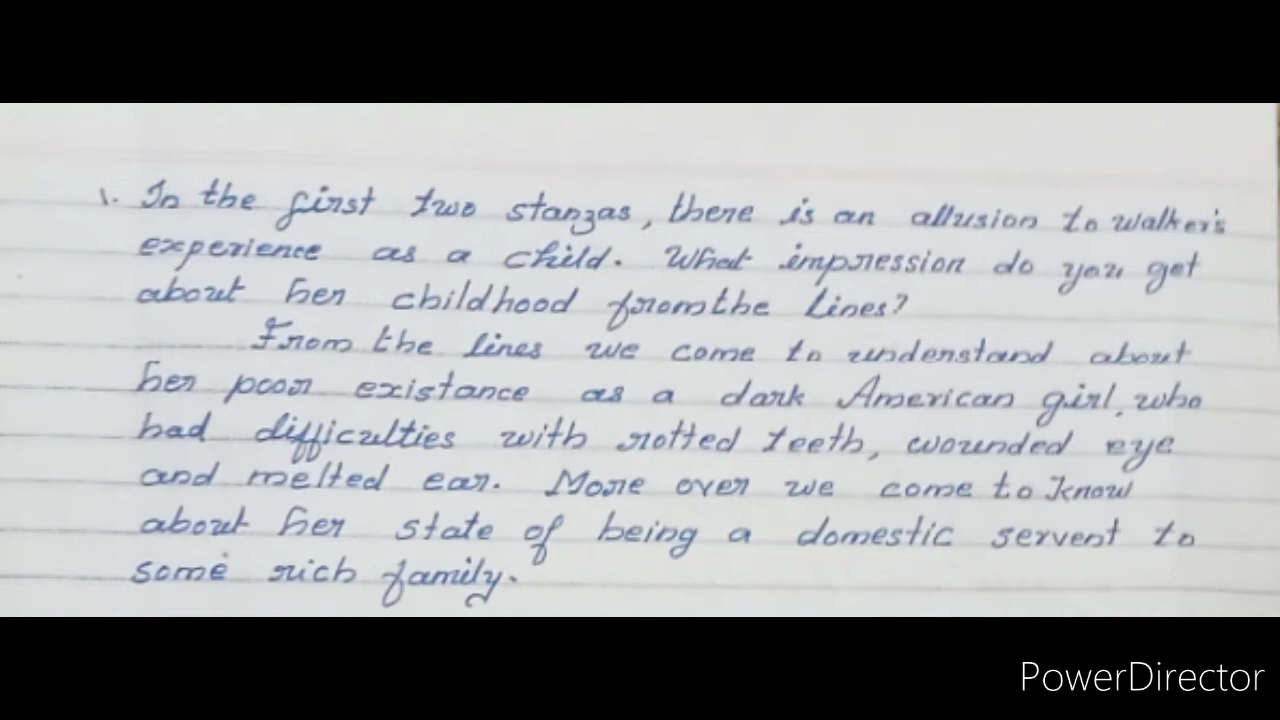 1. In the first two stanzas, there is an allusion to walker's
experience as a child. What impression do you get
about her childhood from the lines?
From the lines we come to understand about
her poor existance as a dark American girl, who
had difficulties with rotted teeth, wounded eye
and melted ear. More over we come to know
about her state of being a domestic servent to
some rich family.
PowerDirector